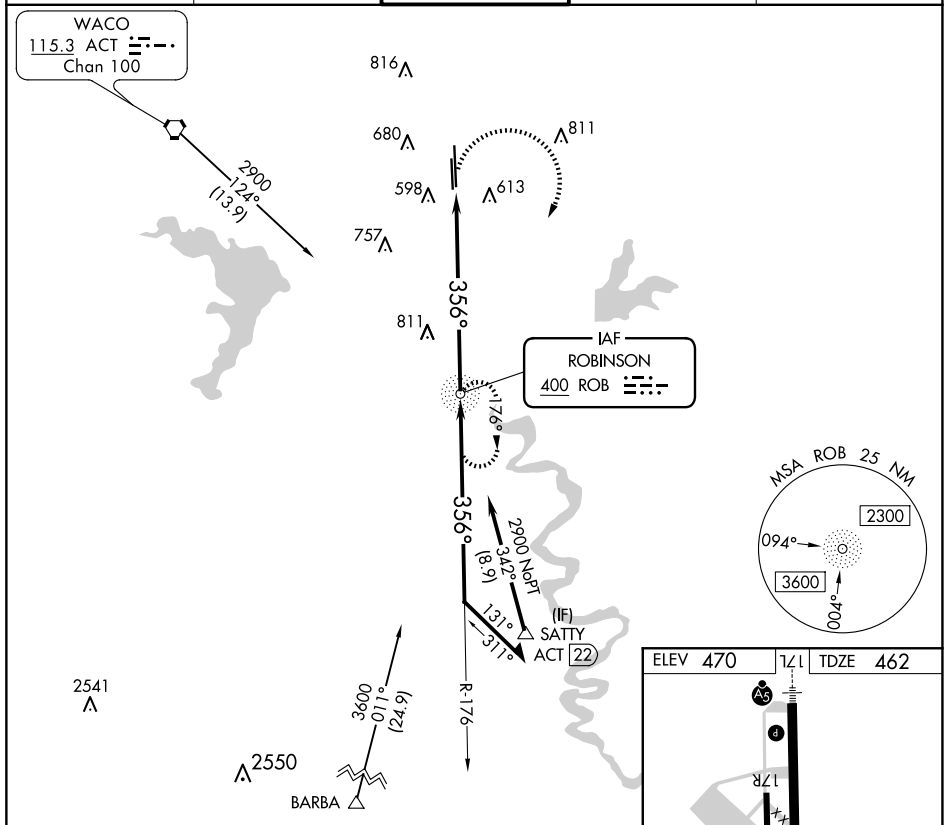 WACO
115.3 ACT
Chan 100
816
680
811
598
613
2900
124°
(13.9)
757
356°
811
IAF
ROBINSON
400 ROB
176°
356°
2900 NoPT
342°
(8.9)
MSA ROB 25 NM
2300
094°
3600
004°
131°
311°
(IF)
SATTY
ACT 22
R-176
2541
3600
011°
(24.9)
2550
BARBA
ELEV 470
17L
TDZE 462
A5
P
17R
X X